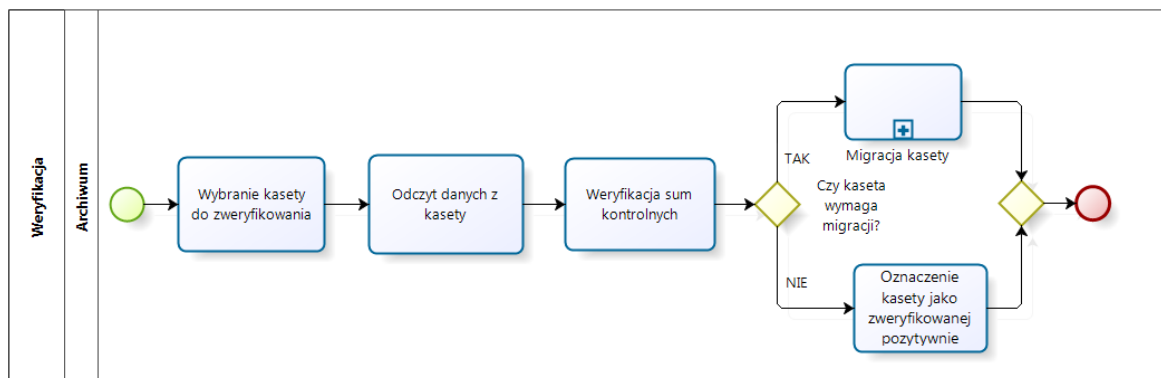 Weryfikacja
Archiwum
Wybranie kasety
do zweryfikowania
Odczyt danych z
kasety
Weryfikacja sum
kontrolnych
TAK
Migracja kasety
Czy kaseta
wymaga
migracji?
NIE
Oznaczenie
kasety jako
zweryfikowanej
pozytywnie